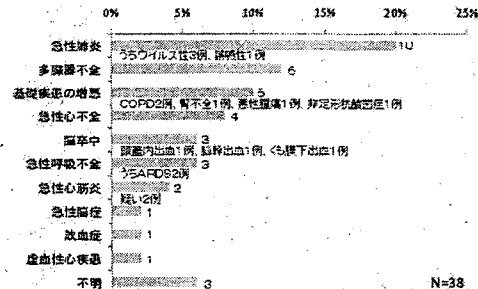 0% 5% 10% 15% 20% 25%
急性肺炎 10
うちウイルス性3例、誤嚥性1例
多臓器不全 6
基礎疾患の増悪 5
COPD2例、腎不全1例、悪性腫瘍1例、非定形抗酸菌症1例
急性心不全 4
脳卒中 3
頭蓋内出血1例、脳幹出血1例、くも膜下出血1例
急性呼吸不全 3
うちARDS2例
急性心筋炎 2
疑い2例
急性脳症 1
敗血症 1
虚血性心疾患 1
不明 3
N=38